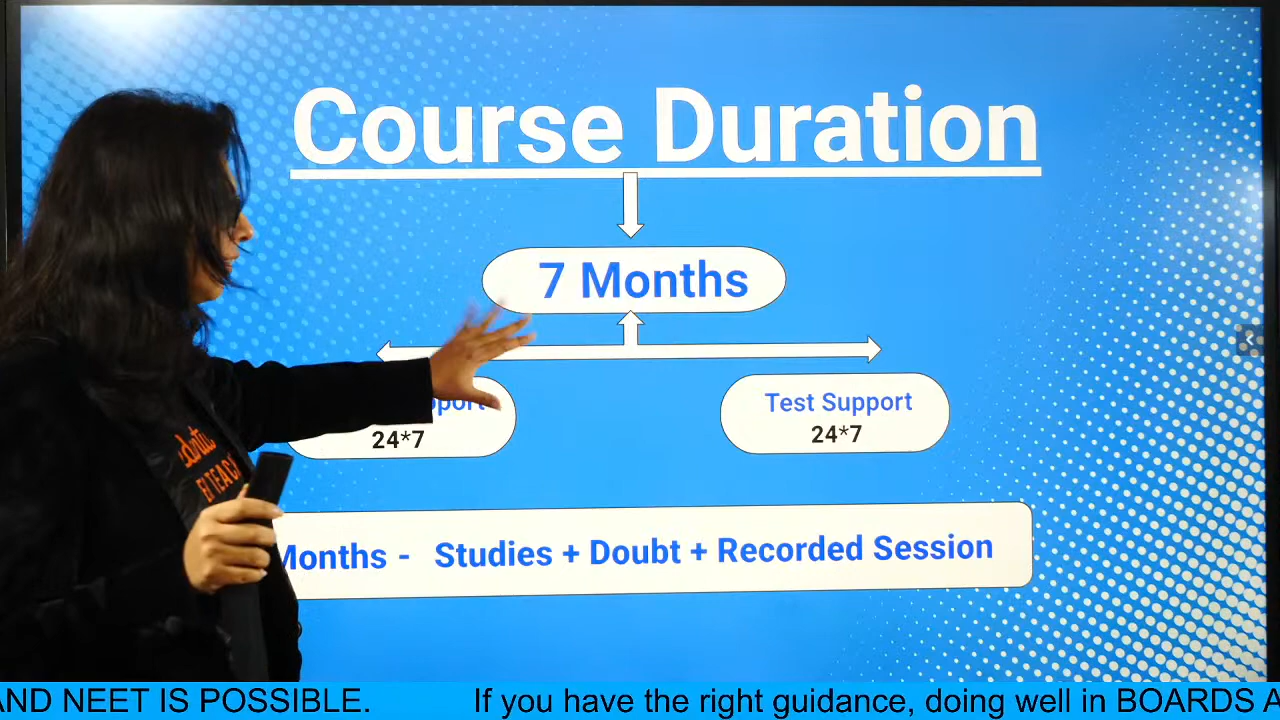 Course Duration
7 Months
Test Support
24*7
24*7
Months - Studies + Doubt + Recorded Session
AND NEET IS POSSIBLE. If you have the right guidance, doing well in BOARDS A